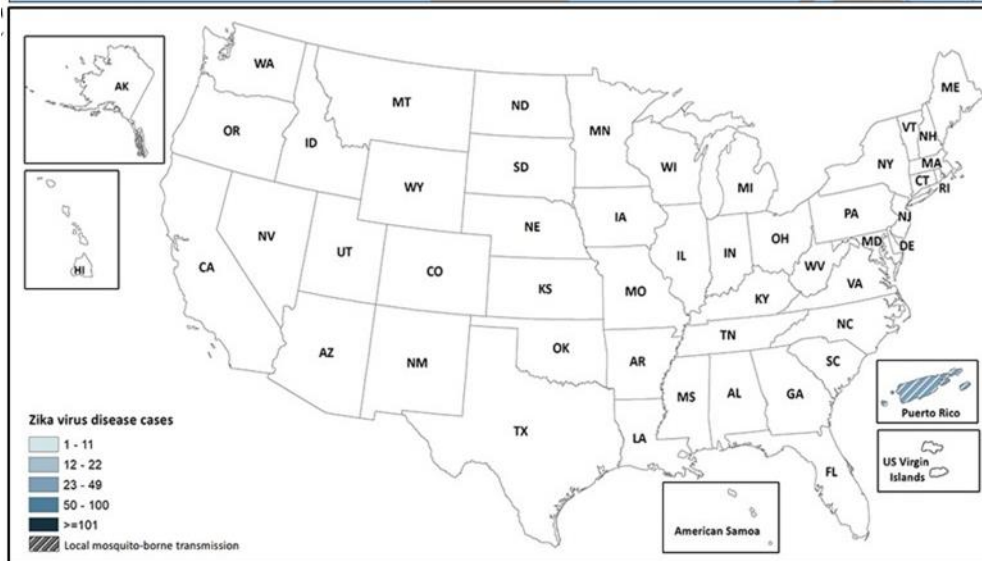 WA
MT
ND
MN
ME
AK
OR
ID
SD
WI
MI
VT
NH
NY
MA
CT
RI
WY
NE
IA
PA
NJ
NV
UT
CO
IL
IN
OH
MD
DE
HI
CA
KS
MO
WV
VA
KY
AZ
NM
OK
AR
TN
NC
SC
MS
AL
GA
Puerto Rico
TX
LA
FL
US Virgin
Islands
American Samoa
Zika virus disease cases
1 - 11
12 - 22
23 - 49
50 - 100
>=101
Local mosquito-borne transmission